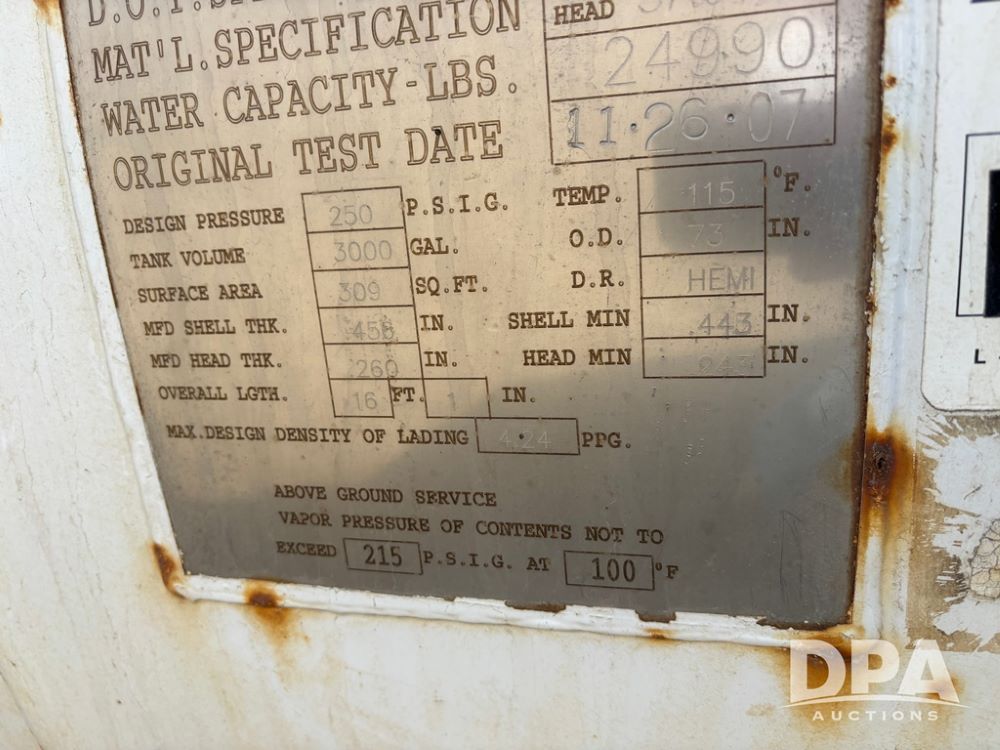 D.O.T.
MAT'L. SPECIFICATION HEAD
WATER CAPACITY-LBS. 24990
ORIGINAL TEST DATE 11·26·07
DESIGN PRESSURE 250 P.S.I.G. TEMP. 115 °F.
TANK VOLUME 3000 GAL. O.D. 73 IN.
SURFACE AREA 309 SQ.FT. D.R. HEMI
MFD SHELL THK. .458 IN. SHELL MIN .443 IN.
MFD HEAD THK. .260 IN. HEAD MIN .243 IN.
OVERALL LGTH. 16 FT. 1 IN.
MAX.DESIGN DENSITY OF LADING 4.24 PPG.
ABOVE GROUND SERVICE
VAPOR PRESSURE OF CONTENTS NOT TO
EXCEED 215 P.S.I.G. AT 100 °F
L
DPA
AUCTIONS